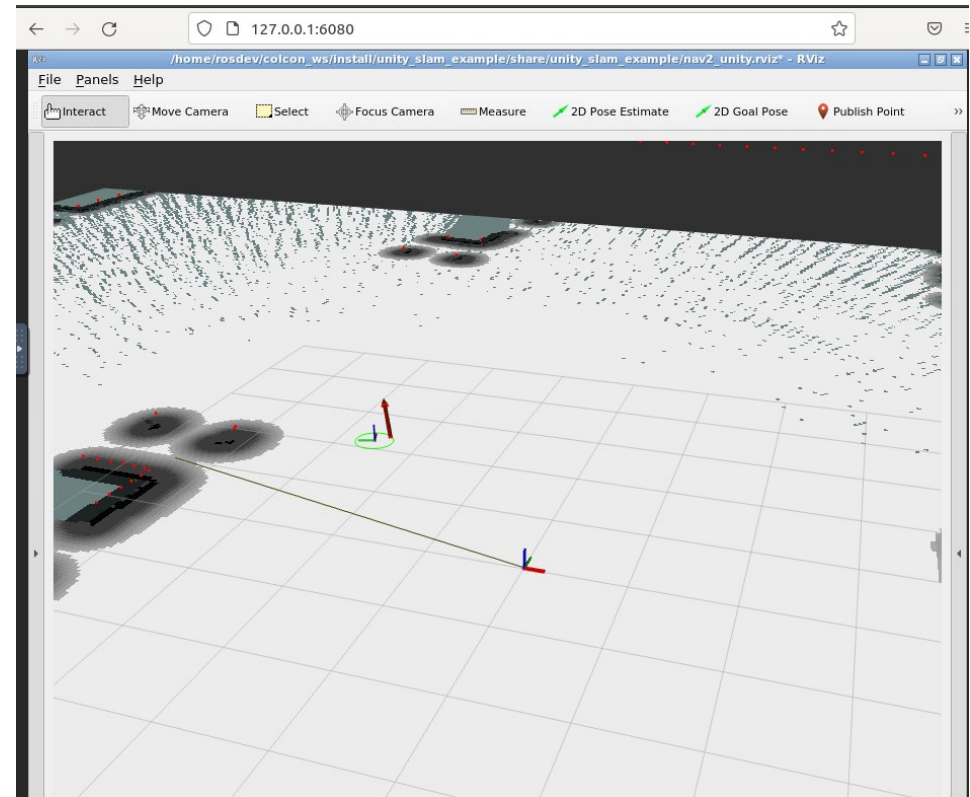 127.0.0.1:6080
/home/rosdev/colcon_ws/install/unity_slam_example/share/unity_slam_example/nav2_unity.rviz* - RViz
File Panels Help
Interact Move Camera Select Focus Camera Measure 2D Pose Estimate 2D Goal Pose Publish Point »